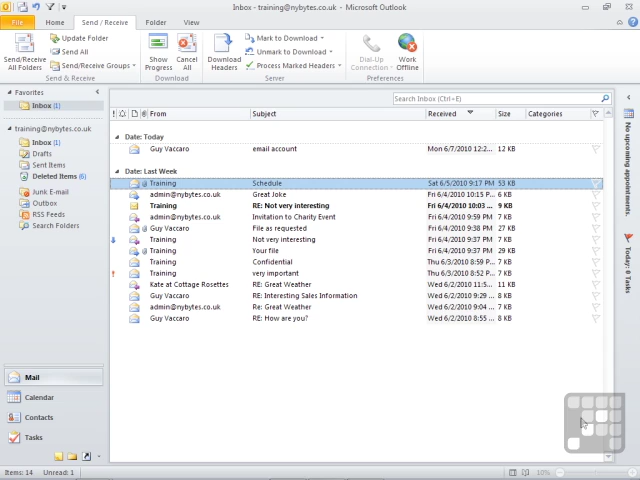 Inbox - training@nybytes.co.uk - Microsoft Outlook
File Home Send / Receive Folder View
Send/Receive All Folders
Update Folder
Send All
Send/Receive Groups
Send & Receive
Show Progress
Cancel All
Download
Download Headers
Mark to Download
Unmark to Download
Process Marked Headers
Server
Dial-Up Connection
Work Offline
Preferences
Favorites
Inbox (1)
training@nybytes.co.uk
Inbox (1)
Drafts
Sent Items
Deleted Items (6)
Junk E-mail
Outbox
RSS Feeds
Search Folders
Mail
Calendar
Contacts
Tasks
Search Inbox (Ctrl+E)
From Subject Received Size Categories
Date: Today
Guy Vaccaro email account Mon 6/7/2010 12:2... 12 KB
Date: Last Week
Training Schedule Sat 6/5/2010 9:17 PM 53 KB
admin@nybytes.co.uk Great Joke Fri 6/4/2010 10:15 P... 6 KB
Training RE: Not very interesting Fri 6/4/2010 10:03 ... 9 KB
admin@nybytes.co.uk Invitation to Charity Event Fri 6/4/2010 9:59 PM 7 KB
Guy Vaccaro File as requested Fri 6/4/2010 9:38 PM 27 KB
Training Not very interesting Fri 6/4/2010 9:37 PM 7 KB
Training Your file Fri 6/4/2010 9:37 PM 29 KB
Training Confidential Thu 6/3/2010 8:59 P... 7 KB
Training very important Thu 6/3/2010 8:52 P... 7 KB
Kate at Cottage Rosettes RE: Great Weather Wed 6/2/2010 11:5... 11 KB
Guy Vaccaro RE: Interesting Sales Information Wed 6/2/2010 9:29 ... 8 KB
admin@nybytes.co.uk Re: Great Weather Wed 6/2/2010 9:04 ... 7 KB
Guy Vaccaro RE: How are you? Wed 6/2/2010 8:55 ... 8 KB
No upcoming appointments.
Today: 0 Tasks
Items: 14 Unread: 1
10%